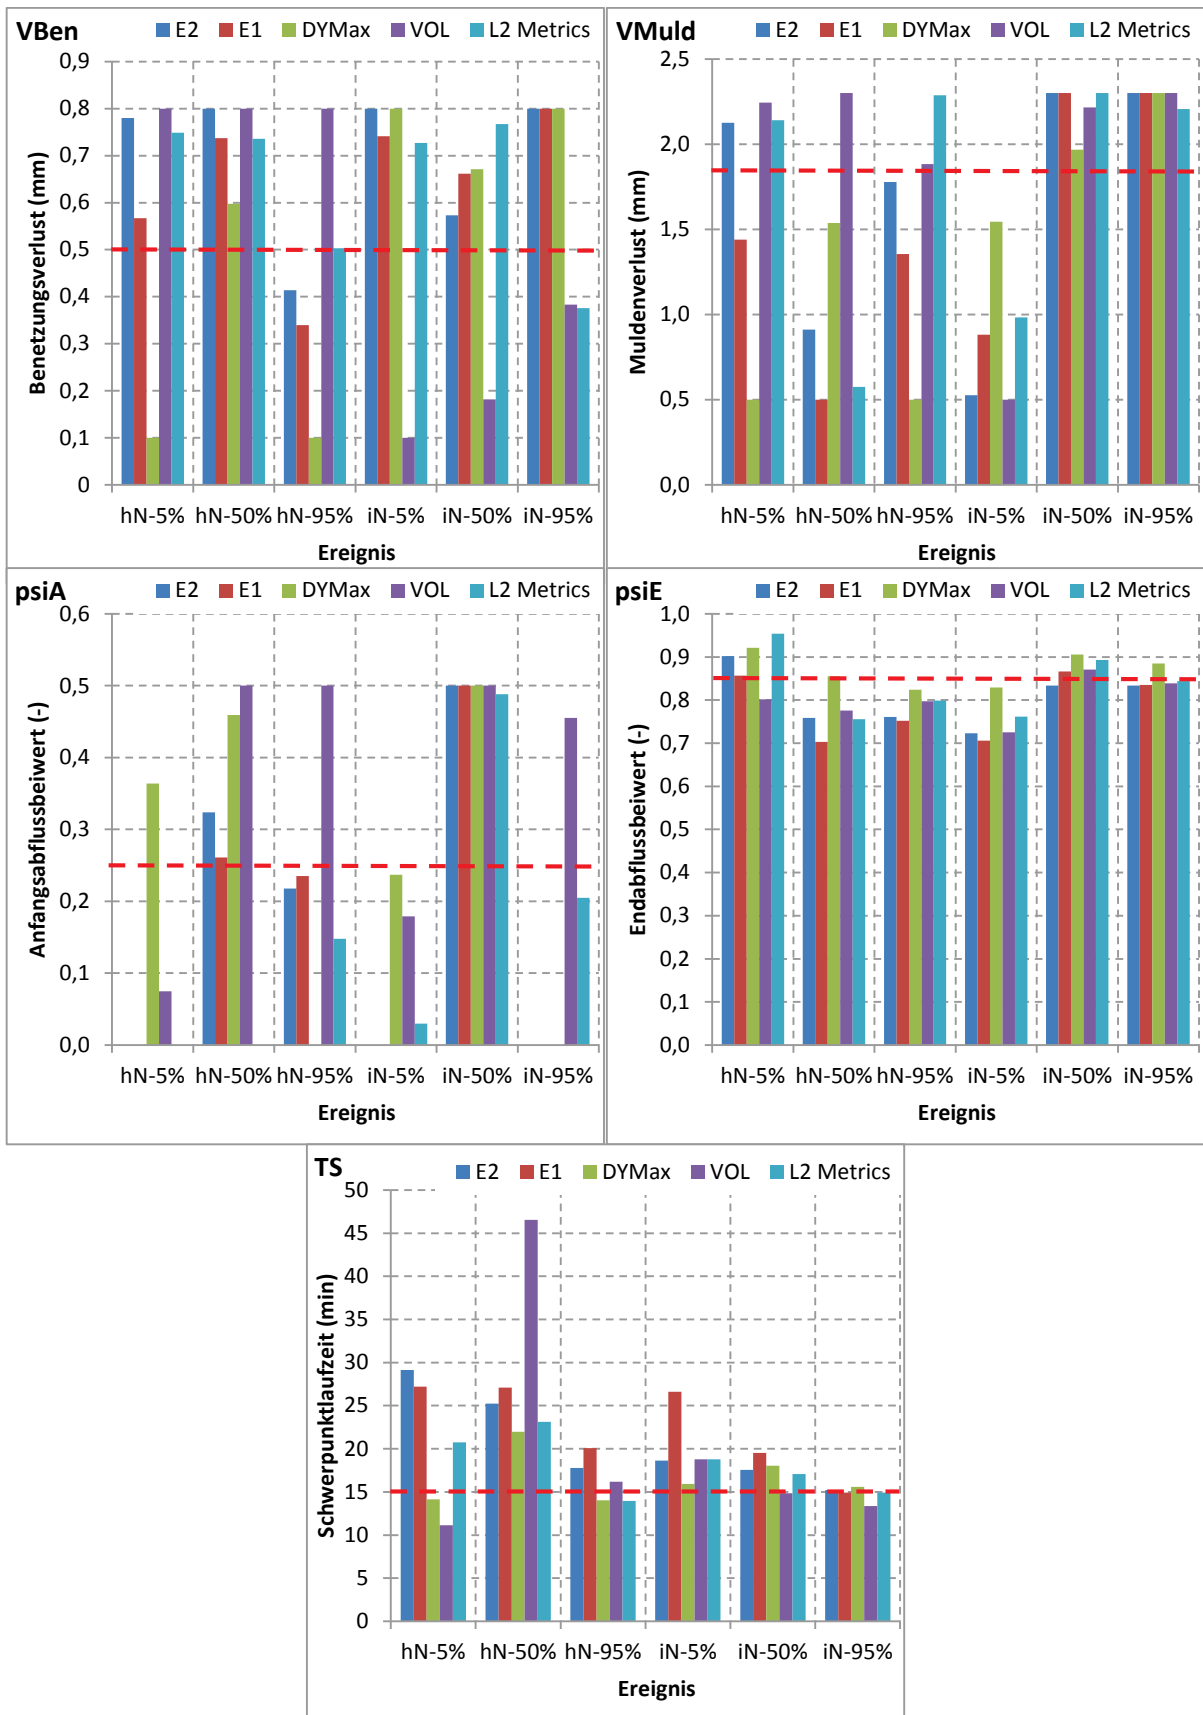 VBen
E2 E1 DYMax VOL L2 Metrics
Benetzungsverlust (mm)
0,9
0,8
0,7
0,6
0,5
0,4
0,3
0,2
0,1
0
hN-5% hN-50% hN-95% iN-5% iN-50% iN-95%
Ereignis
VMuld
E2 E1 DYMax VOL L2 Metrics
Muldenverlust (mm)
2,5
2,0
1,5
1,0
0,5
0,0
hN-5% hN-50% hN-95% iN-5% iN-50% iN-95%
Ereignis
psiA
E2 E1 DYMax VOL L2 Metrics
Anfangsabflussbeiwert (-)
0,6
0,5
0,4
0,3
0,2
0,1
0,0
hN-5% hN-50% hN-95% iN-5% iN-50% iN-95%
Ereignis
psiE
E2 E1 DYMax VOL L2 Metrics
Endabflussbeiwert (-)
1,0
0,9
0,8
0,7
0,6
0,5
0,4
0,3
0,2
0,1
0,0
hN-5% hN-50% hN-95% iN-5% iN-50% iN-95%
Ereignis
TS
E2 E1 DYMax VOL L2 Metrics
Schwerpunktlaufzeit (min)
50
45
40
35
30
25
20
15
10
5
0
hN-5% hN-50% hN-95% iN-5% iN-50% iN-95%
Ereignis